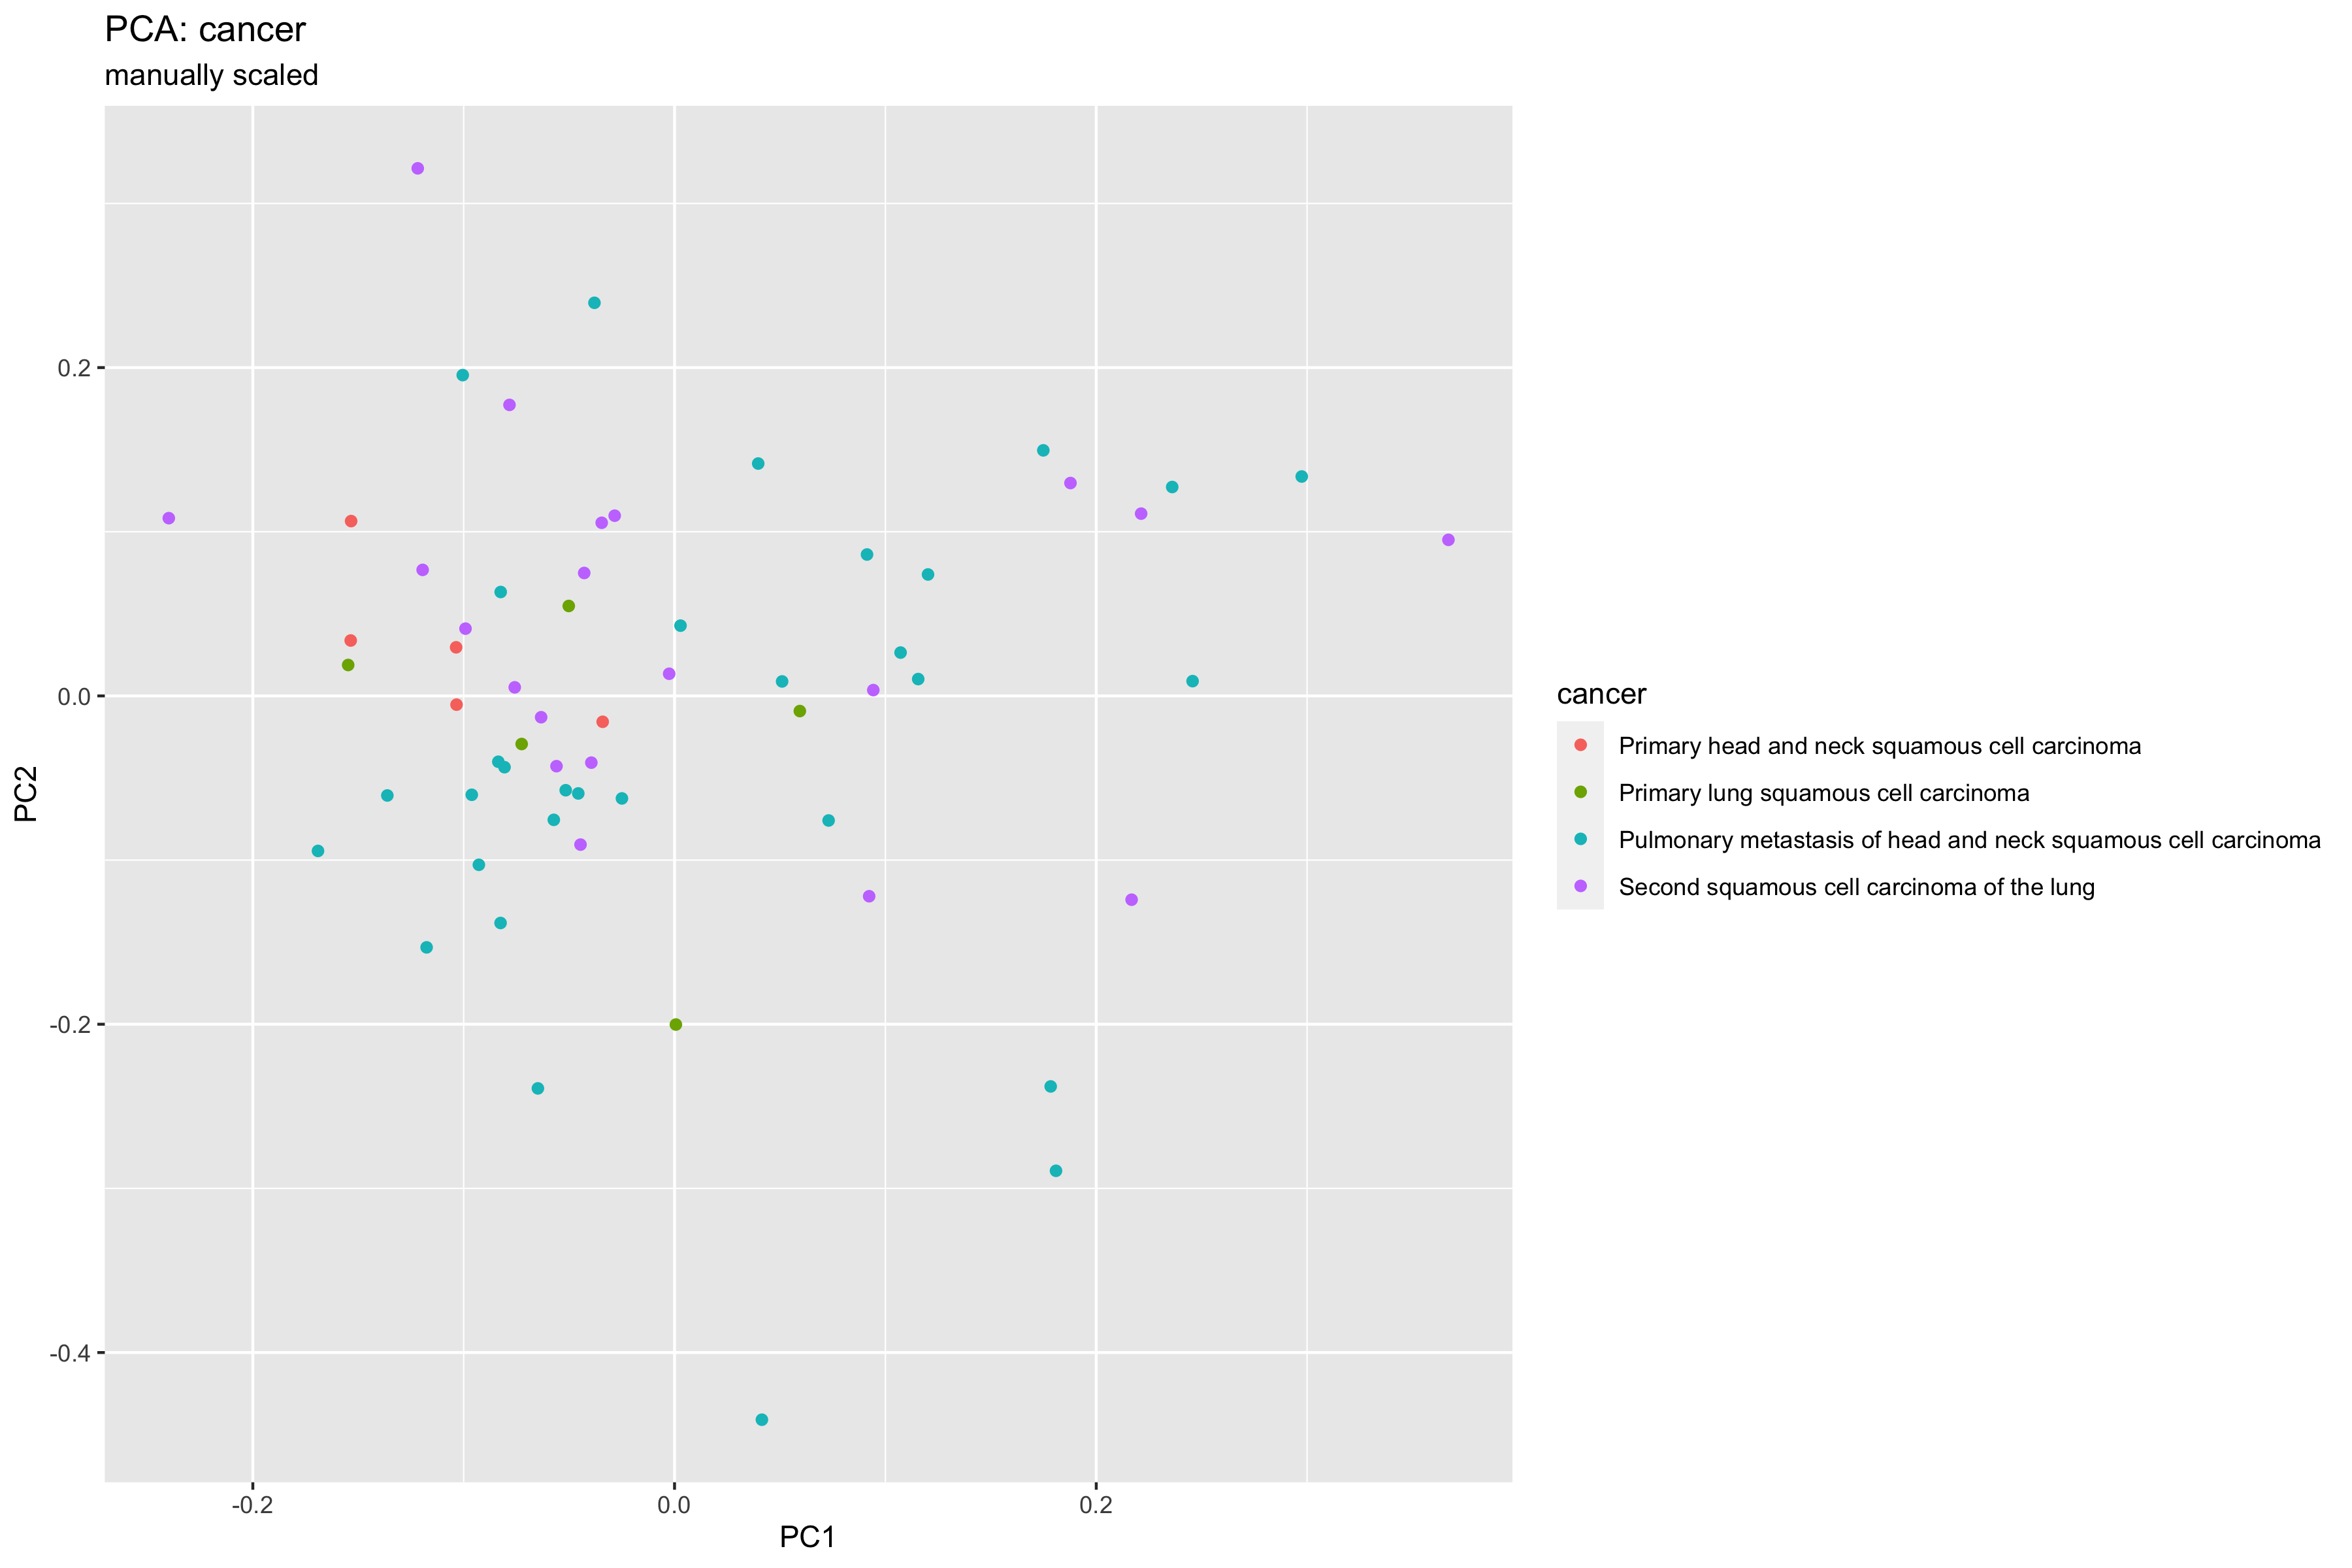 PCA: cancer
manually scaled
0.2
0.0
-0.2
-0.4
PC2
-0.2
0.0
0.2
PC1
cancer
Primary head and neck squamous cell carcinoma
Primary lung squamous cell carcinoma
Pulmonary metastasis of head and neck squamous cell carcinoma
Second squamous cell carcinoma of the lung